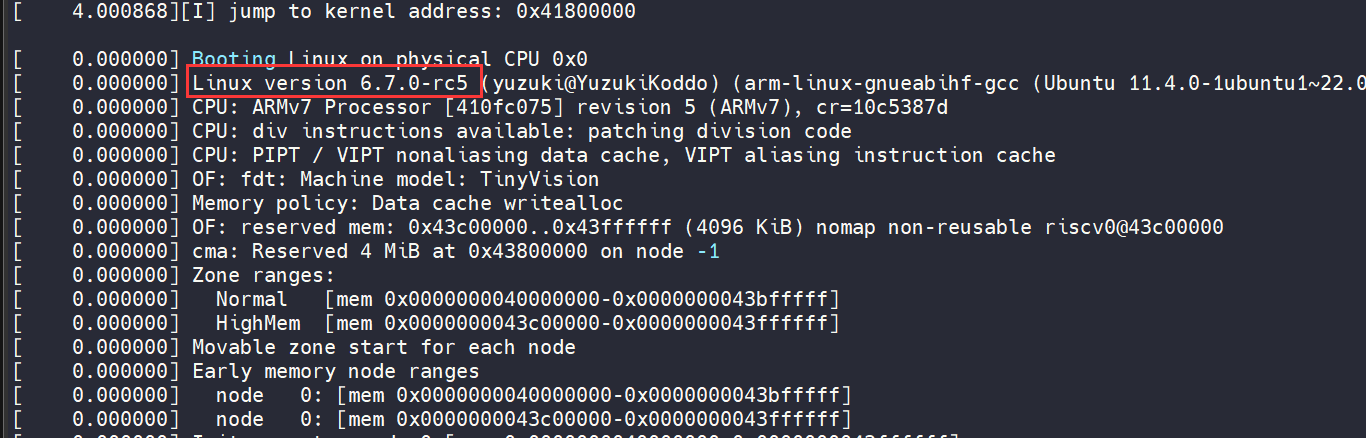 [    4.000868][I] jump to kernel address: 0x41800000
[    0.000000] Booting Linux on physical CPU 0x0
[    0.000000] Linux version 6.7.0-rc5 (yuzuki@YuzukiKoddo) (arm-linux-gnueabihf-gcc (Ubuntu 11.4.0-1ubuntu1~22.0
[    0.000000] CPU: ARMv7 Processor [410fc075] revision 5 (ARMv7), cr=10c5387d
[    0.000000] CPU: div instructions available: patching division code
[    0.000000] CPU: PIPT / VIPT nonaliasing data cache, VIPT aliasing instruction cache
[    0.000000] OF: fdt: Machine model: TinyVision
[    0.000000] Memory policy: Data cache writealloc
[    0.000000] OF: reserved mem: 0x43c00000..0x43ffffff (4096 KiB) nomap non-reusable riscv0@43c00000
[    0.000000] cma: Reserved 4 MiB at 0x43800000 on node -1
[    0.000000] Zone ranges:
[    0.000000]   Normal   [mem 0x0000000040000000-0x0000000043bfffff]
[    0.000000]   HighMem  [mem 0x0000000043c00000-0x0000000043ffffff]
[    0.000000] Movable zone start for each node
[    0.000000] Early memory node ranges
[    0.000000]   node   0: [mem 0x0000000040000000-0x0000000043bfffff]
[    0.000000]   node   0: [mem 0x0000000043c00000-0x0000000043ffffff]